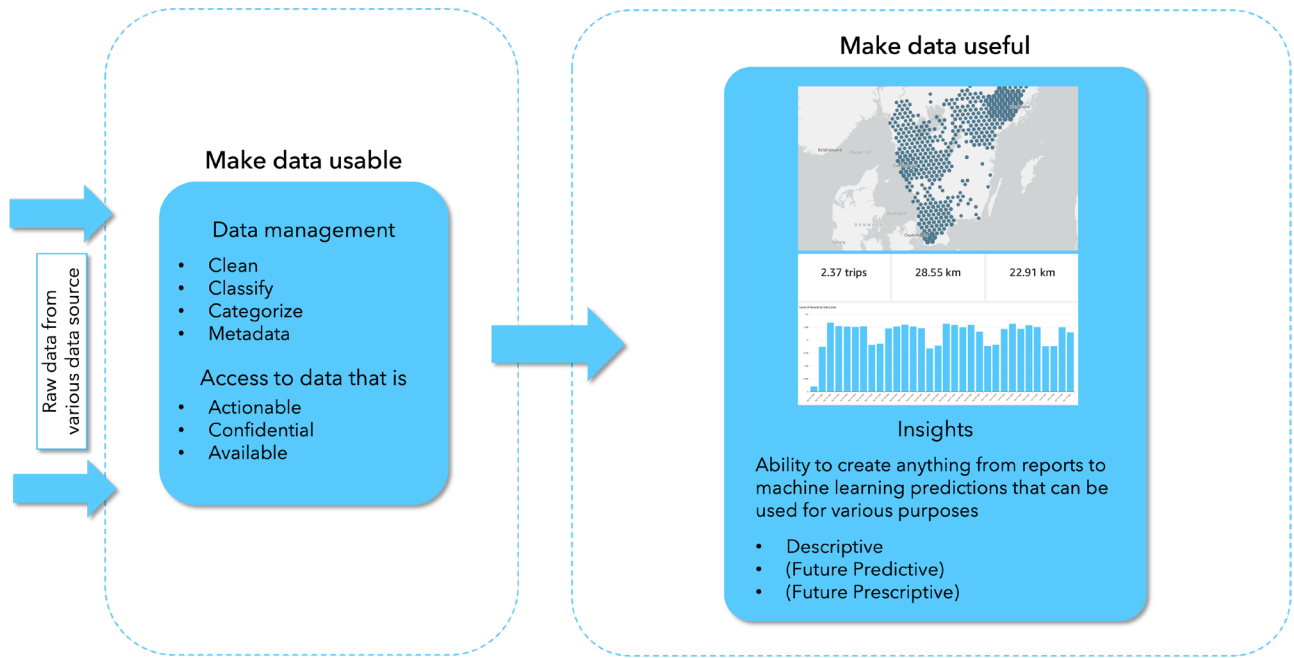 Raw data from
various data source
Make data usable
Data management
• Clean
• Classify
• Categorize
• Metadata
Access to data that is
• Actionable
• Confidential
• Available
Make data useful
Kristiansand
DENMARK
2.37 trips
28.55 km
22.91 km
Insights
Ability to create anything from reports to
machine learning predictions that can be
used for various purposes
• Descriptive
• (Future Predictive)
• (Future Prescriptive)